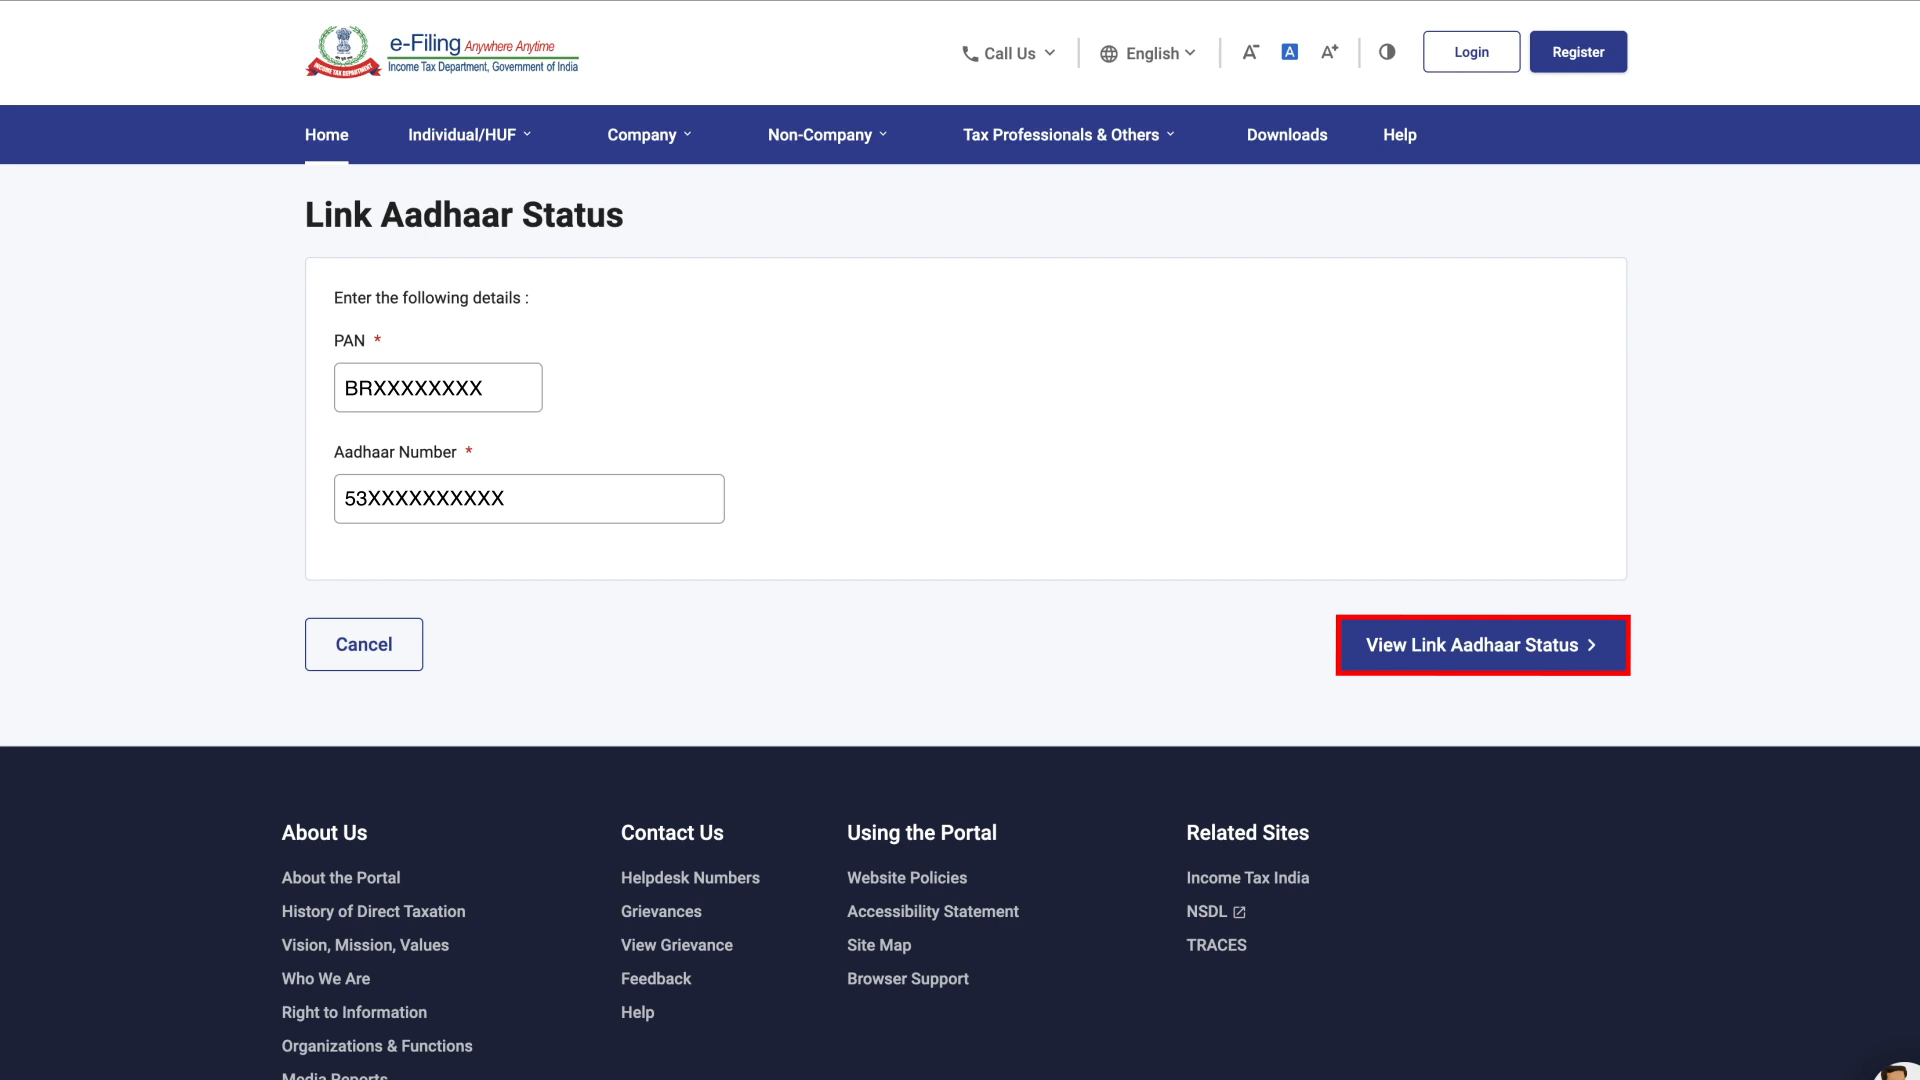 e-Filing Anywhere Anytime
Income Tax Department, Government of India
INCOME TAX DEPARTMENT
Call Us
English
A-
A
A+
Login
Register
Home
Individual/HUF
Company
Non-Company
Tax Professionals & Others
Downloads
Help
Link Aadhaar Status
Enter the following details :
PAN *
BRXXXXXXXX
Aadhaar Number *
53XXXXXXXXXX
Cancel
View Link Aadhaar Status >
About Us
About the Portal
History of Direct Taxation
Vision, Mission, Values
Who We Are
Right to Information
Organizations & Functions
Media Reports
Contact Us
Helpdesk Numbers
Grievances
View Grievance
Feedback
Help
Using the Portal
Website Policies
Accessibility Statement
Site Map
Browser Support
Related Sites
Income Tax India
NSDL
TRACES